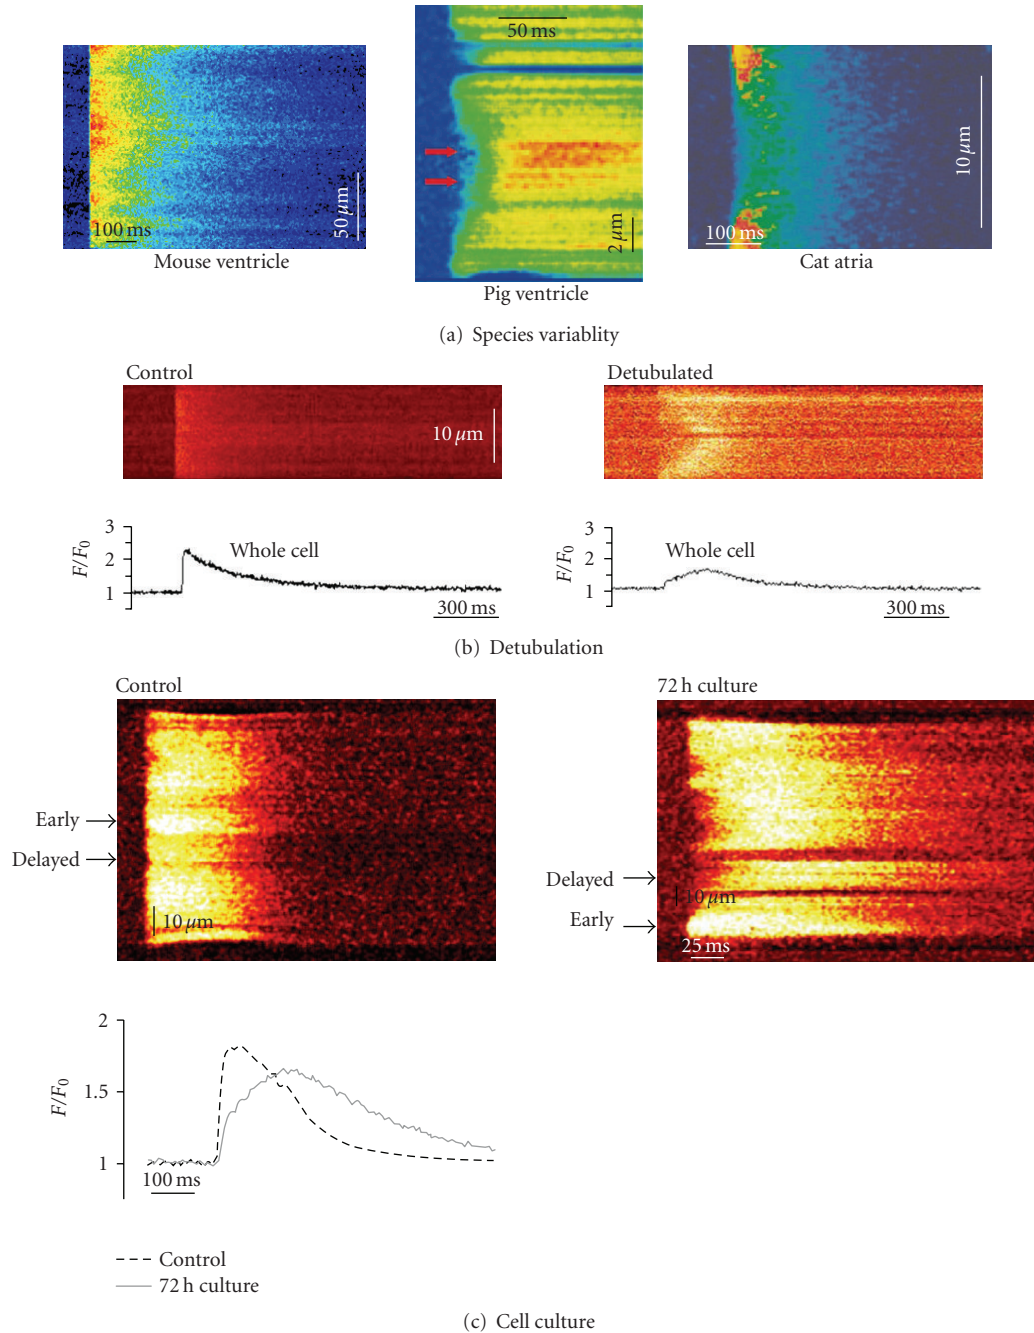 50 ms
100 ms
50 μm
2 μm
100 ms
10 μm
Mouse ventricle
Pig ventricle
Cat atria
(a) Species variablity
Control
Detubulated
10 μm
F/F0
3
2
1
Whole cell
300 ms
F/F0
3
2
1
Whole cell
300 ms
(b) Detubulation
Control
72 h culture
Early
Delayed
10 μm
Delayed
Early
10 μm
25 ms
F/F0
2
1.5
1
100 ms
Control
72 h culture
(c) Cell culture